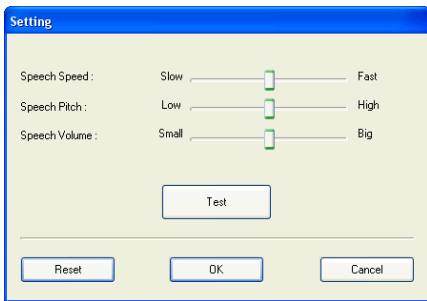 Setting
Speech Speed : Slow Fast
Speech Pitch : Low High
Speech Volume : Small Big
Test
Reset OK Cancel